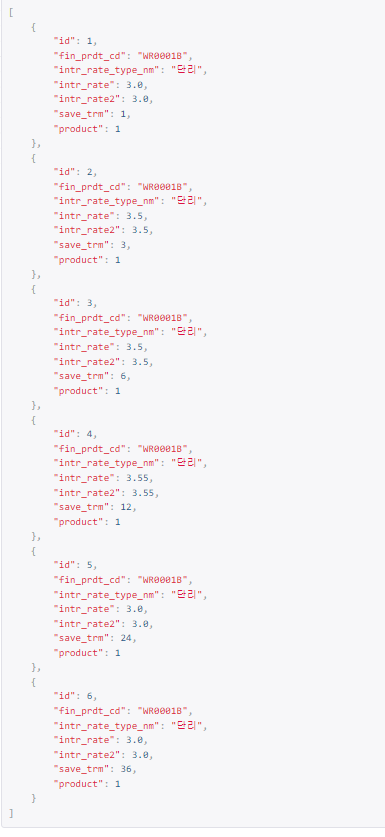 [
    {
        "id": 1,
        "fin_prdt_cd": "WR0001B",
        "intr_rate_type_nm": "단리",
        "intr_rate": 3.0,
        "intr_rate2": 3.0,
        "save_trm": 1,
        "product": 1
    },
    {
        "id": 2,
        "fin_prdt_cd": "WR0001B",
        "intr_rate_type_nm": "단리",
        "intr_rate": 3.5,
        "intr_rate2": 3.5,
        "save_trm": 3,
        "product": 1
    },
    {
        "id": 3,
        "fin_prdt_cd": "WR0001B",
        "intr_rate_type_nm": "단리",
        "intr_rate": 3.5,
        "intr_rate2": 3.5,
        "save_trm": 6,
        "product": 1
    },
    {
        "id": 4,
        "fin_prdt_cd": "WR0001B",
        "intr_rate_type_nm": "단리",
        "intr_rate": 3.55,
        "intr_rate2": 3.55,
        "save_trm": 12,
        "product": 1
    },
    {
        "id": 5,
        "fin_prdt_cd": "WR0001B",
        "intr_rate_type_nm": "단리",
        "intr_rate": 3.0,
        "intr_rate2": 3.0,
        "save_trm": 24,
        "product": 1
    },
    {
        "id": 6,
        "fin_prdt_cd": "WR0001B",
        "intr_rate_type_nm": "단리",
        "intr_rate": 3.0,
        "intr_rate2": 3.0,
        "save_trm": 36,
        "product": 1
    }
]